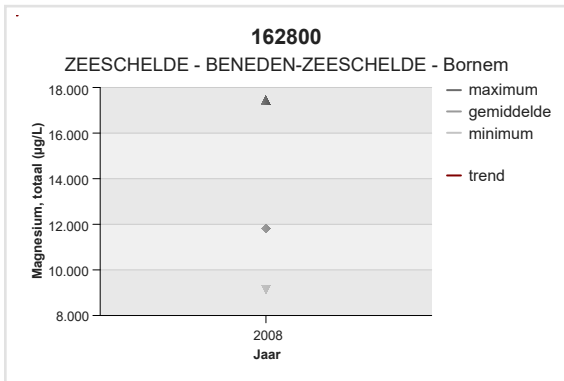 162800
ZEESCHELDE - BENEDEN-ZEESCHELDE - Bornem
Magnesium, totaal (µg/L)
18.000
16.000
14.000
12.000
10.000
8.000
2008
Jaar
maximum
gemiddelde
minimum
trend